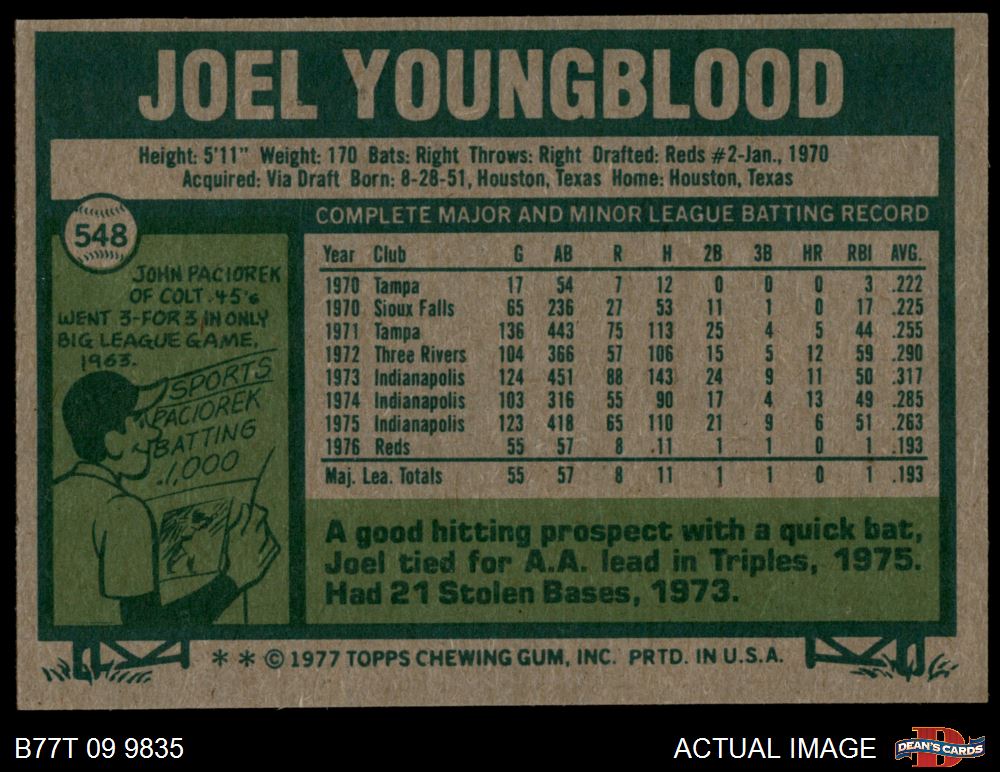 JOEL YOUNGBLOOD
Height: 5'11" Weight: 170 Bats: Right Throws: Right Drafted: Reds #2-Jan., 1970
Acquired: Via Draft Born: 8-28-51, Houston, Texas Home: Houston, Texas
548
JOHN PACIOREK
OF COLT .45's
WENT 3-FOR 3 IN ONLY
BIG LEAGUE GAME,
1963.
SPORTS
PACIOREK
BATTING
1.000
COMPLETE MAJOR AND MINOR LEAGUE BATTING RECORD
Year Club G AB R H 2B 3B HR RBI AVG.
1970 Tampa 17 54 7 12 0 0 0 3 .222
1970 Sioux Falls 65 236 27 53 11 1 0 17 .225
1971 Tampa 136 443 75 113 25 4 5 44 .255
1972 Three Rivers 104 366 57 106 15 5 12 59 .290
1973 Indianapolis 124 451 88 143 24 9 11 50 .317
1974 Indianapolis 103 316 55 90 17 4 13 49 .285
1975 Indianapolis 123 418 65 110 21 9 6 51 .263
1976 Reds 55 57 8 11 1 1 0 1 .193
Maj. Lea. Totals 55 57 8 11 1 1 0 1 .193
A good hitting prospect with a quick bat,
Joel tied for A.A. lead in Triples, 1975.
Had 21 Stolen Bases, 1973.
* * © 1977 TOPPS CHEWING GUM, INC. PRTD. IN U.S.A.
B77T 09 9835
ACTUAL IMAGE
D
DEAN'S CARDS